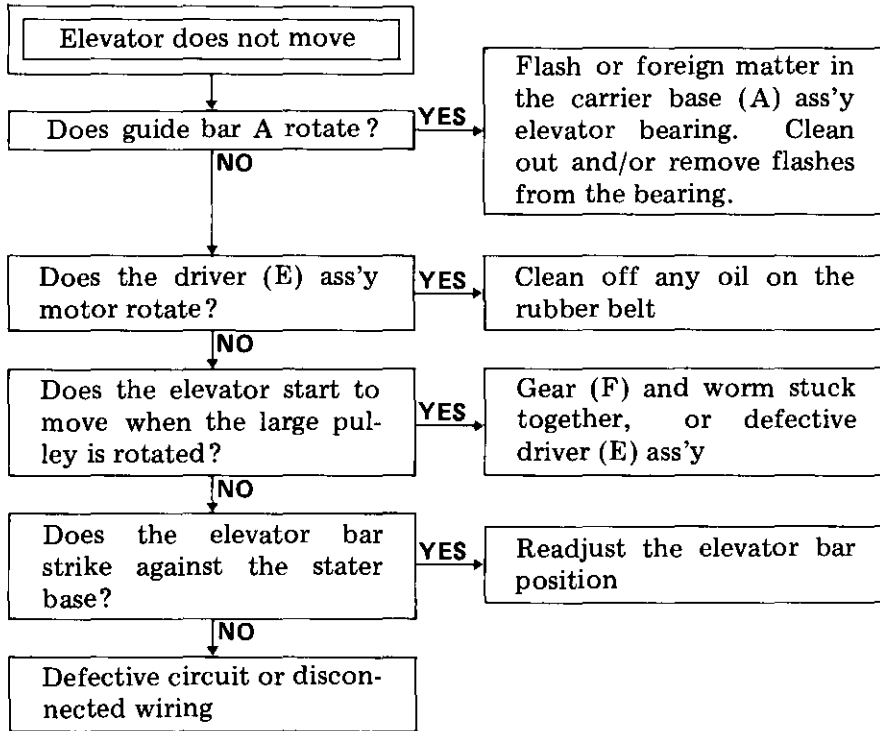 Elevator does not move
Does guide bar A rotate?
YES
Flash or foreign matter in
the carrier base (A) ass'y
elevator bearing. Clean
out and/or remove flashes
from the bearing.
NO
Does the driver (E) ass'y
motor rotate?
YES
Clean off any oil on the
rubber belt
NO
Does the elevator start to
move when the large pul-
ley is rotated?
YES
Gear (F) and worm stuck
together, or defective
driver (E) ass'y
NO
Does the elevator bar
strike against the stater
base?
YES
Readjust the elevator bar
position
NO
Defective circuit or discon-
nected wiring